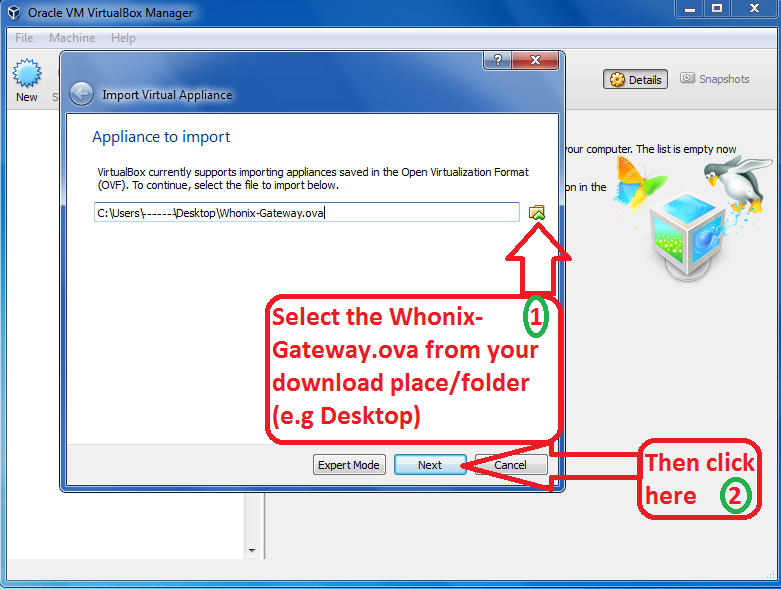 Oracle VM VirtualBox Manager
File Machine Help
New
S
Details
Snapshots
? X
Import Virtual Appliance
your computer. The list is empty now
on in the
Appliance to import
VirtualBox currently supports importing appliances saved in the Open Virtualization Format
(OVF). To continue, select the file to import below.
C:\Users\------\Desktop\Whonix-Gateway.ova
Select the Whonix- 1
Gateway.ova from your
download place/folder
(e.g Desktop)
Expert Mode Next Cancel
Then click
here 2